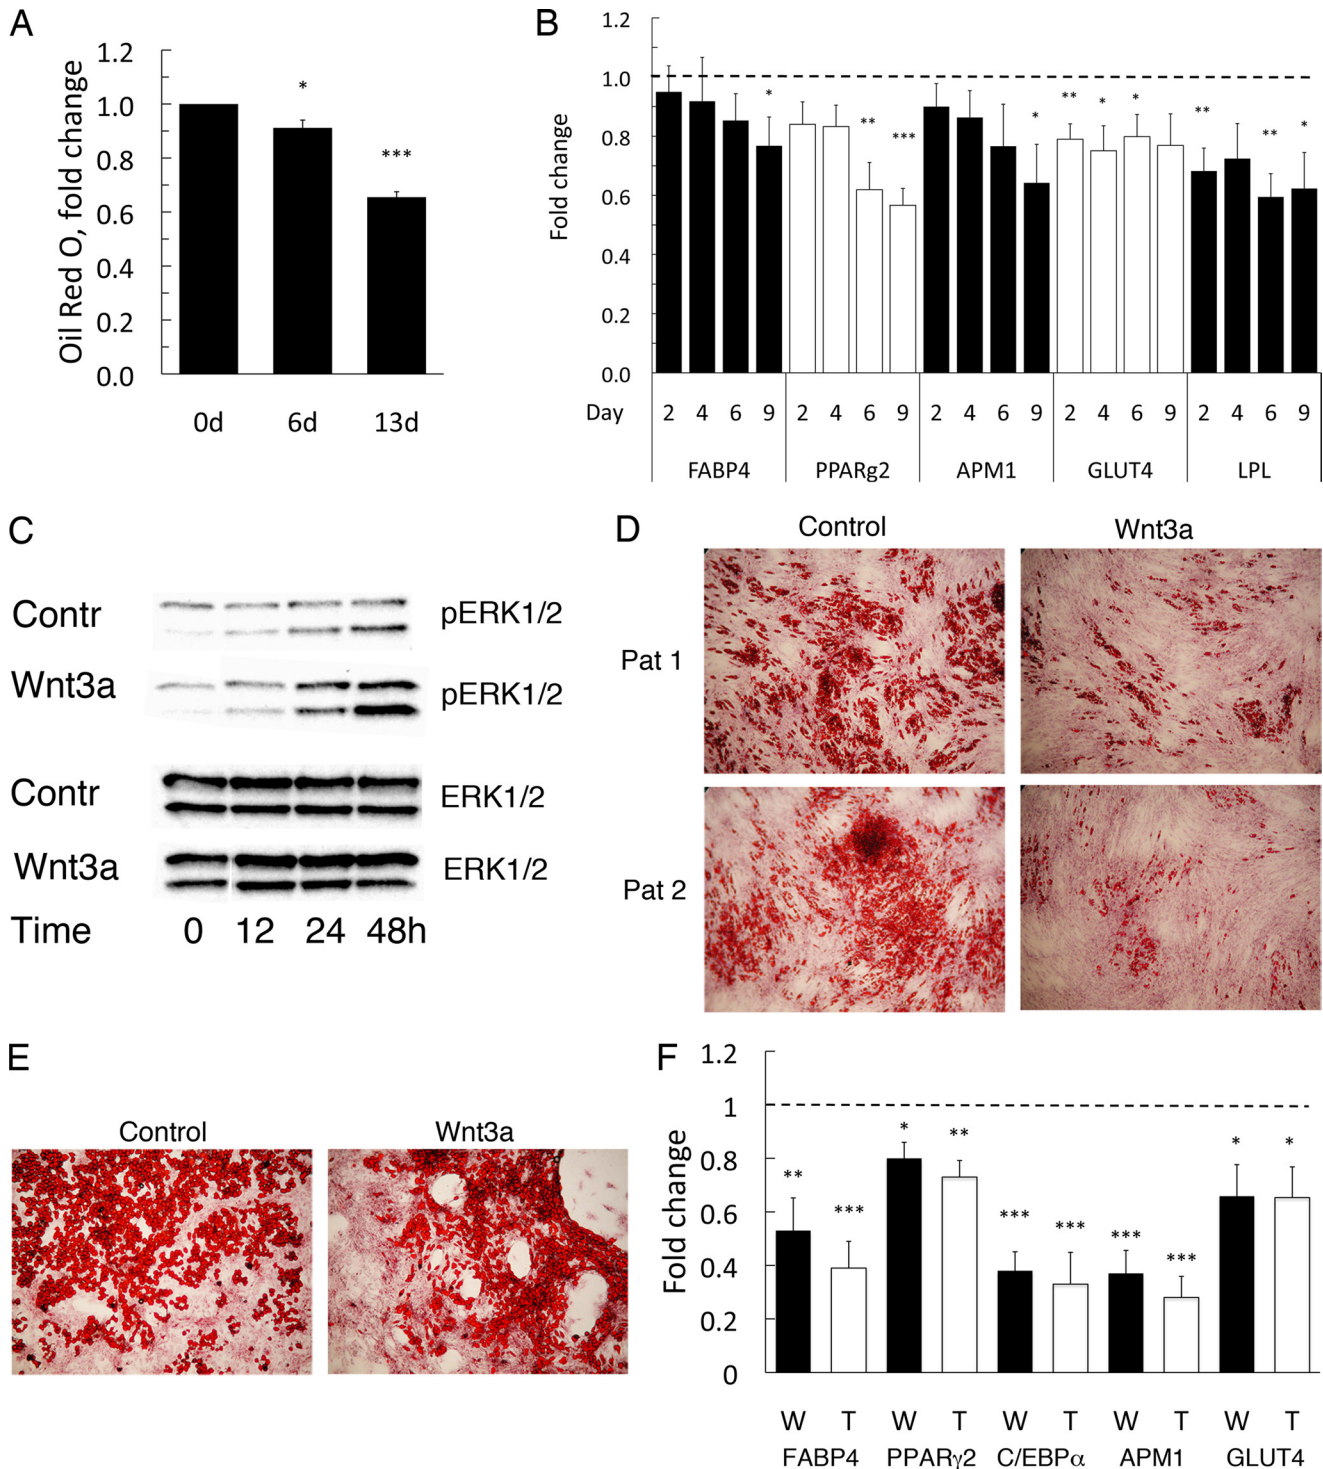 A
1.2
1.0
0.8
0.6
0.4
0.2
0.0
Oil Red O, fold change
*
***
0d 6d 13d
B
1.2
1.0
0.8
0.6
0.4
0.2
0.0
Fold change
* ** *** * ** * * ** ** *
Day 2 4 6 9 2 4 6 9 2 4 6 9 2 4 6 9 2 4 6 9
FABP4 PPARg2 APM1 GLUT4 LPL
C
Contr pERK1/2
Wnt3a pERK1/2
Contr ERK1/2
Wnt3a ERK1/2
Time 0 12 24 48h
D
Control Wnt3a
Pat 1
Pat 2
E
Control Wnt3a
F
1.2
1
0.8
0.6
0.4
0.2
0
Fold change
** *** * ** *** *** *** *** * *
W T W T W T W T W T
FABP4 PPARγ2 C/EBPα APM1 GLUT4